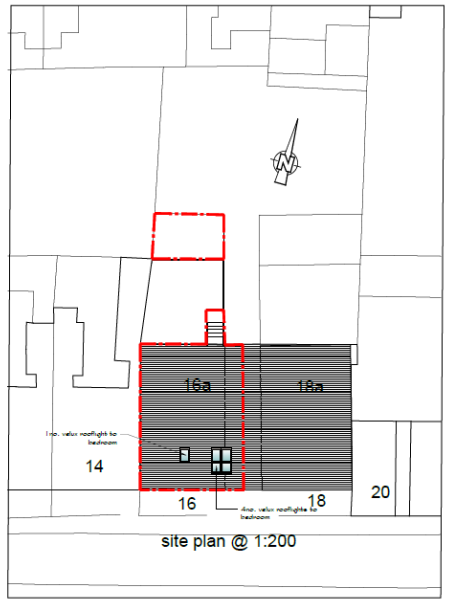 N
16a
18a
1no. velux rooflight to
bedroom
14
16
4no. velux rooflights to
bedroom
18
20
site plan @ 1:200